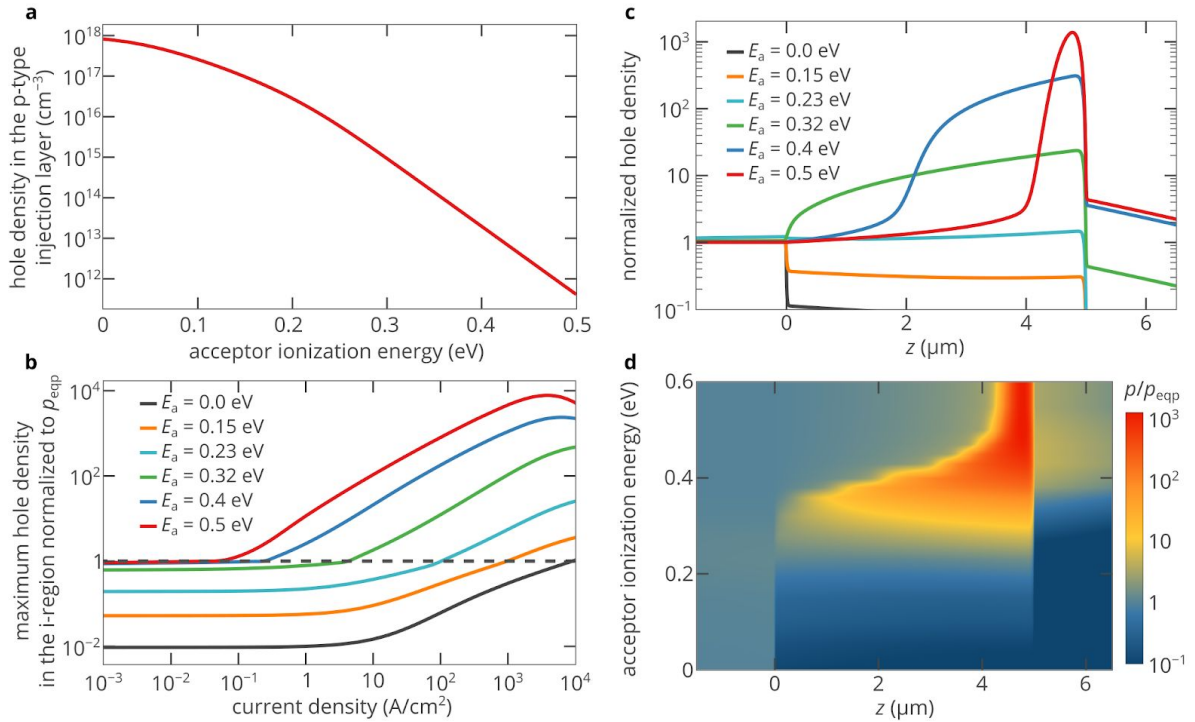 a
hole density in the p-type
injection layer (cm⁻³)
10¹⁸
10¹⁷
10¹⁶
10¹⁵
10¹⁴
10¹³
10¹²
0 0.1 0.2 0.3 0.4 0.5
acceptor ionization energy (eV)
b
maximum hole density
in the i-region normalized to p_eqp
10⁴
10²
1
10⁻²
Eₐ = 0.0 eV
Eₐ = 0.15 eV
Eₐ = 0.23 eV
Eₐ = 0.32 eV
Eₐ = 0.4 eV
Eₐ = 0.5 eV
10⁻³ 10⁻² 10⁻¹ 1 10 10² 10³ 10⁴
current density (A/cm²)
c
normalized hole density
10³
10²
10
1
10⁻¹
Eₐ = 0.0 eV
Eₐ = 0.15 eV
Eₐ = 0.23 eV
Eₐ = 0.32 eV
Eₐ = 0.4 eV
Eₐ = 0.5 eV
0 2 4 6
z (μm)
d
acceptor ionization energy (eV)
0.6
0.4
0.2
0
0 2 4 6
z (μm)
p/p_eqp
10³
10²
10
1
10⁻¹